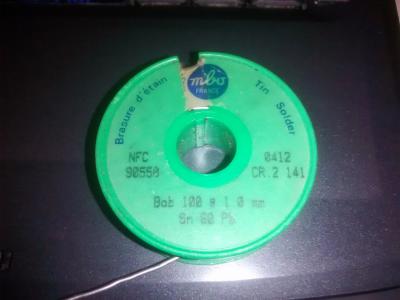 Brasure d'étain
mbo
FRANCE
Tin Solder
NFC 0412
90550 CR.2 141
Bob 100 g 1.0 mm
Sn 60 Pb